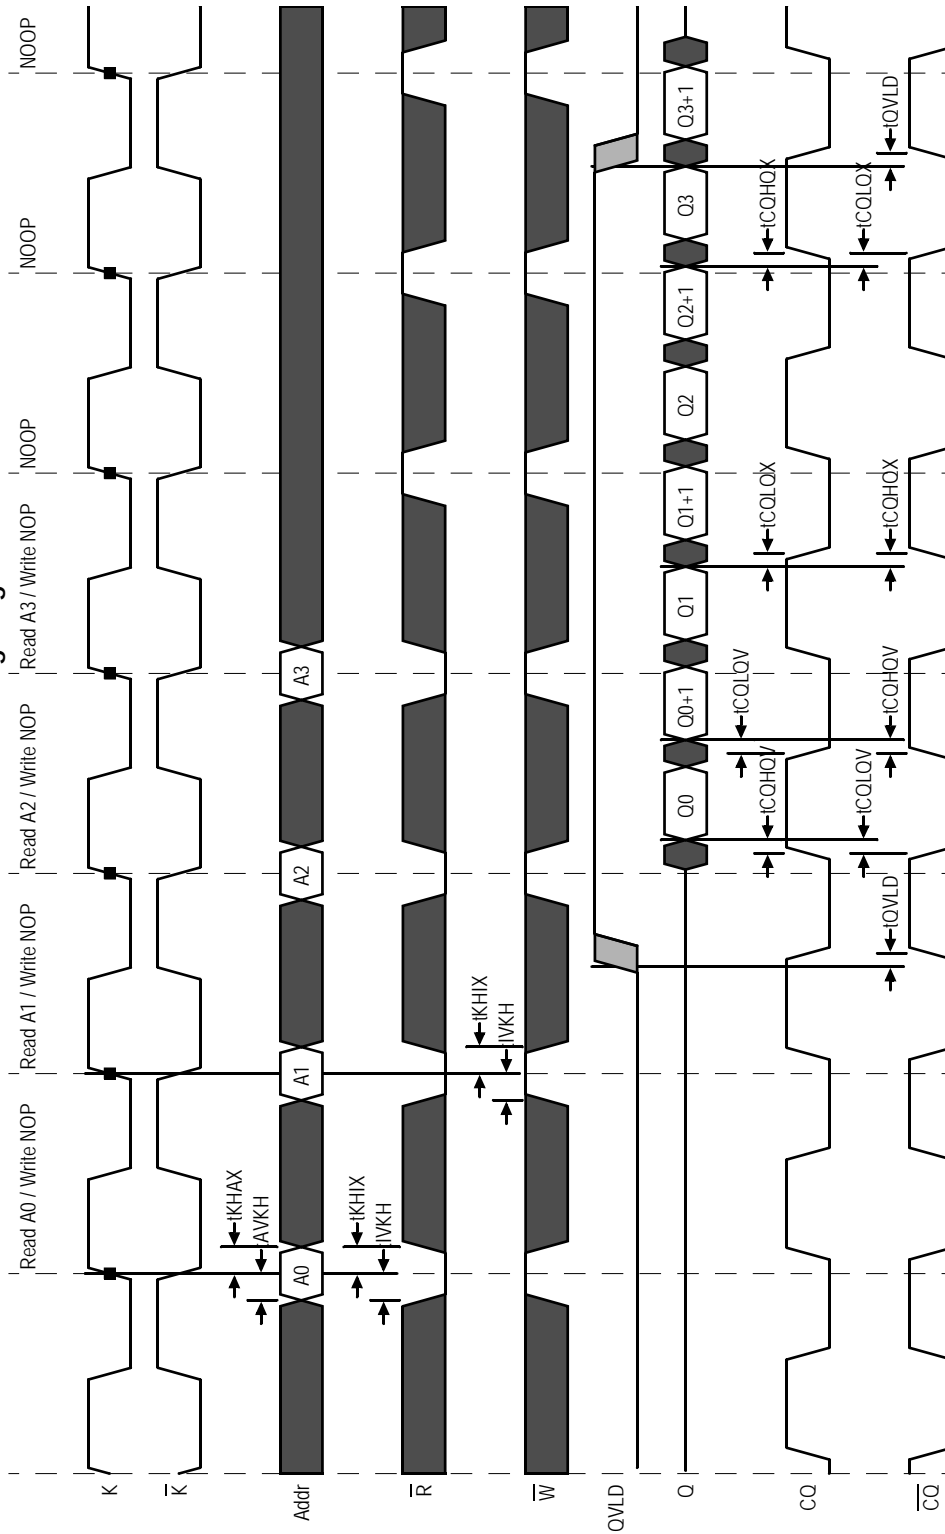 Read A0 / Write NOP
Read A1 / Write NOP
Read A2 / Write NOP
Read A3 / Write NOP
NOOP
NOOP
NOOP
K
K̅
tKHAX
tAVKH
Addr
A0
A1
A2
A3
tKHIX
tIVKH
R̅
tKHIX
tIVKH
W̅
QVLD
Q
Q0
Q0+1
Q1
Q1+1
Q2
Q2+1
Q3
Q3+1
tCQLQV
tCQHQV
tCQLQX
tCQHQX
CQ
tCQLQV
tCQLQX
tQVLD
tCQHQV
tCQHQX
tQVLD
C̅Q̅